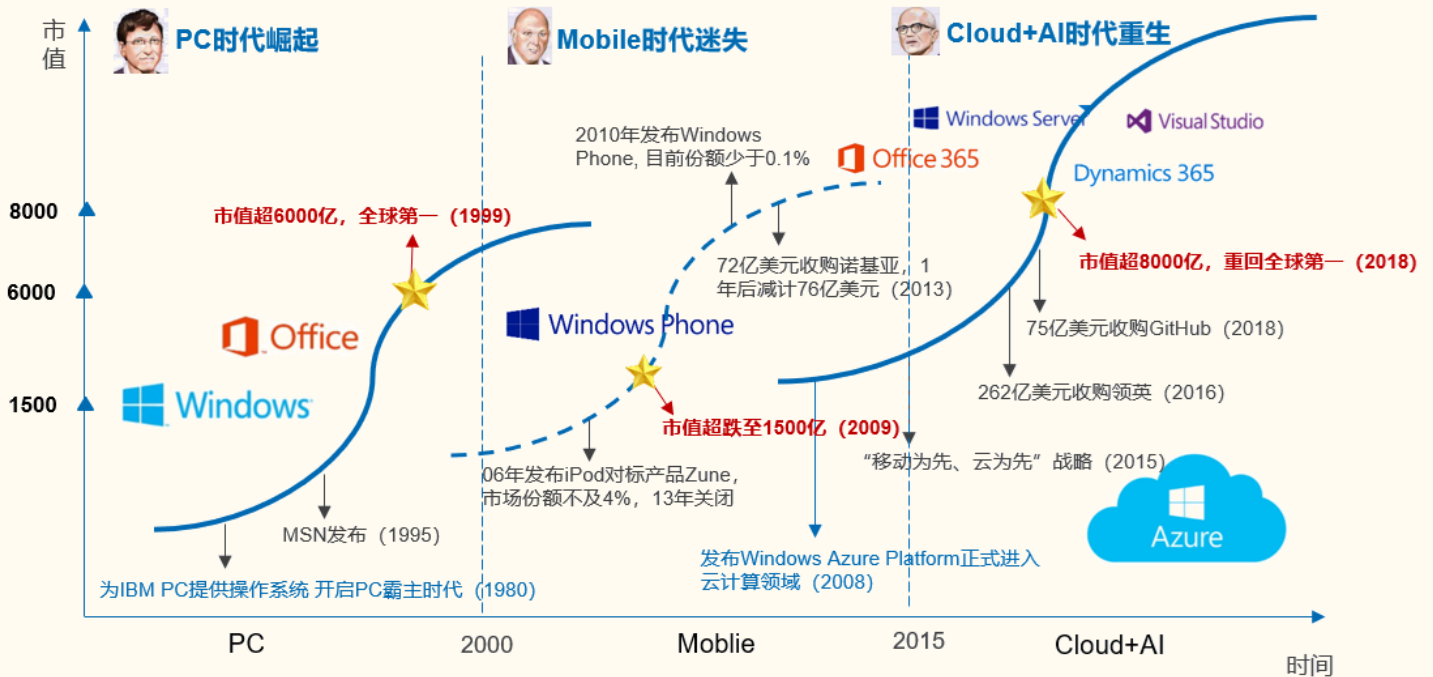 市
值
PC时代崛起
Mobile时代迷失
Cloud+AI时代重生
Windows Server
Visual Studio
2010年发布Windows
Phone, 目前份额少于0.1%
Office 365
Dynamics 365
8000
市值超6000亿，全球第一（1999）
72亿美元收购诺基亚，1
年后减计76亿美元（2013）
市值超8000亿，重回全球第一（2018）
6000
Office
Windows Phone
75亿美元收购GitHub（2018）
262亿美元收购领英（2016）
1500
Windows
市值超跌至1500亿（2009）
“移动为先、云为先”战略（2015）
06年发布iPod对标产品Zune，
市场份额不及4%，13年关闭
MSN发布（1995）
Azure
发布Windows Azure Platform正式进入
云计算领域（2008）
为IBM PC提供操作系统 开启PC霸主时代（1980）
PC
2000
Moblie
2015
Cloud+AI
时间